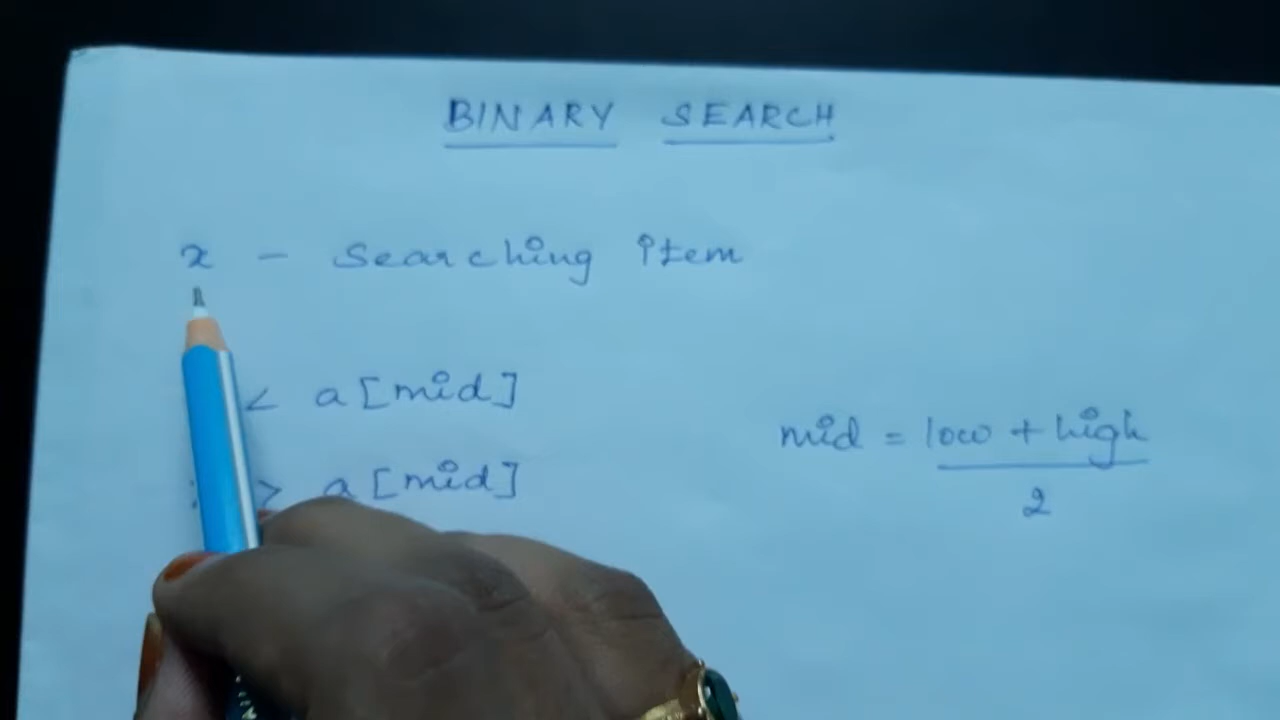 BINARY SEARCH
x - Searching item
< a[mid]
> a[mid]
mid = low + high
2